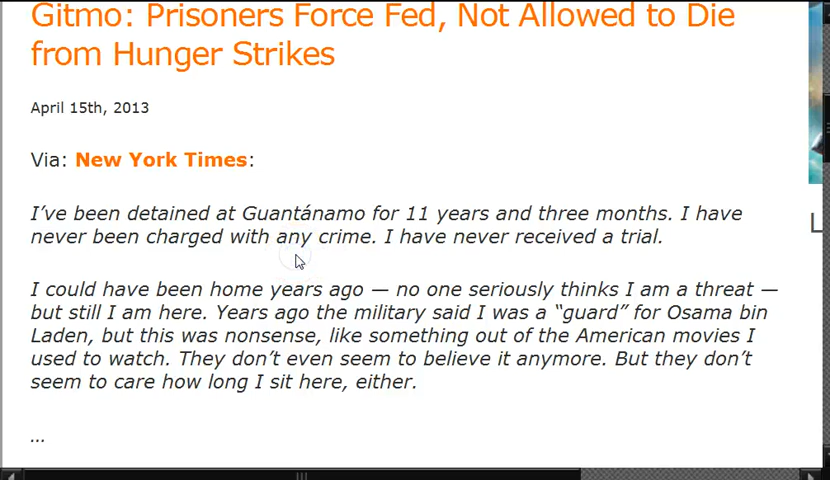 Gitmo: Prisoners Force Fed, Not Allowed to Die
from Hunger Strikes
April 15th, 2013
Via: New York Times:
I’ve been detained at Guantánamo for 11 years and three months. I have
never been charged with any crime. I have never received a trial.
I could have been home years ago — no one seriously thinks I am a threat —
but still I am here. Years ago the military said I was a “guard” for Osama bin
Laden, but this was nonsense, like something out of the American movies I
used to watch. They don’t even seem to believe it anymore. But they don’t
seem to care how long I sit here, either.
…
L